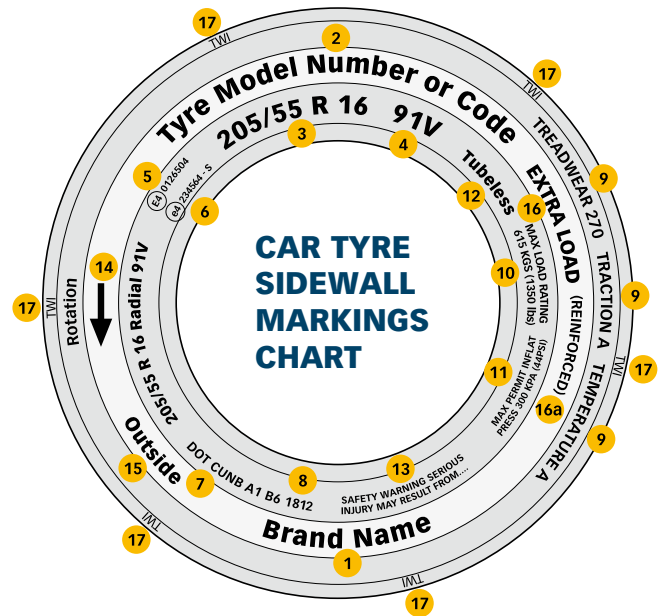 17
TWI
2
Tyre Model Number or Code
17
TWI
205/55 R 16 91V
3
4
5
E4 0126504
e4 234564 - S
6
Tubeless
12
TREADWEAR 270
9
TRACTION A
9
TEMPERATURE A
9
EXTRA LOAD
16
(REINFORCED)
16a
MAX LOAD RATING
615 KGS (1350 lbs)
10
MAX PERMIT INFLAT
PRESS 300 KPA (44PSI)
11
CAR TYRE
SIDEWALL
MARKINGS
CHART
14
Rotation
17
TWI
205/55 R 16 Radial 91V
TWI
17
Outside
15
7
DOT CUNB A1 B6 1812
8
13
SAFETY WARNING SERIOUS
INJURY MAY RESULT FROM....
Brand Name
1
TWI
17
TWI
17